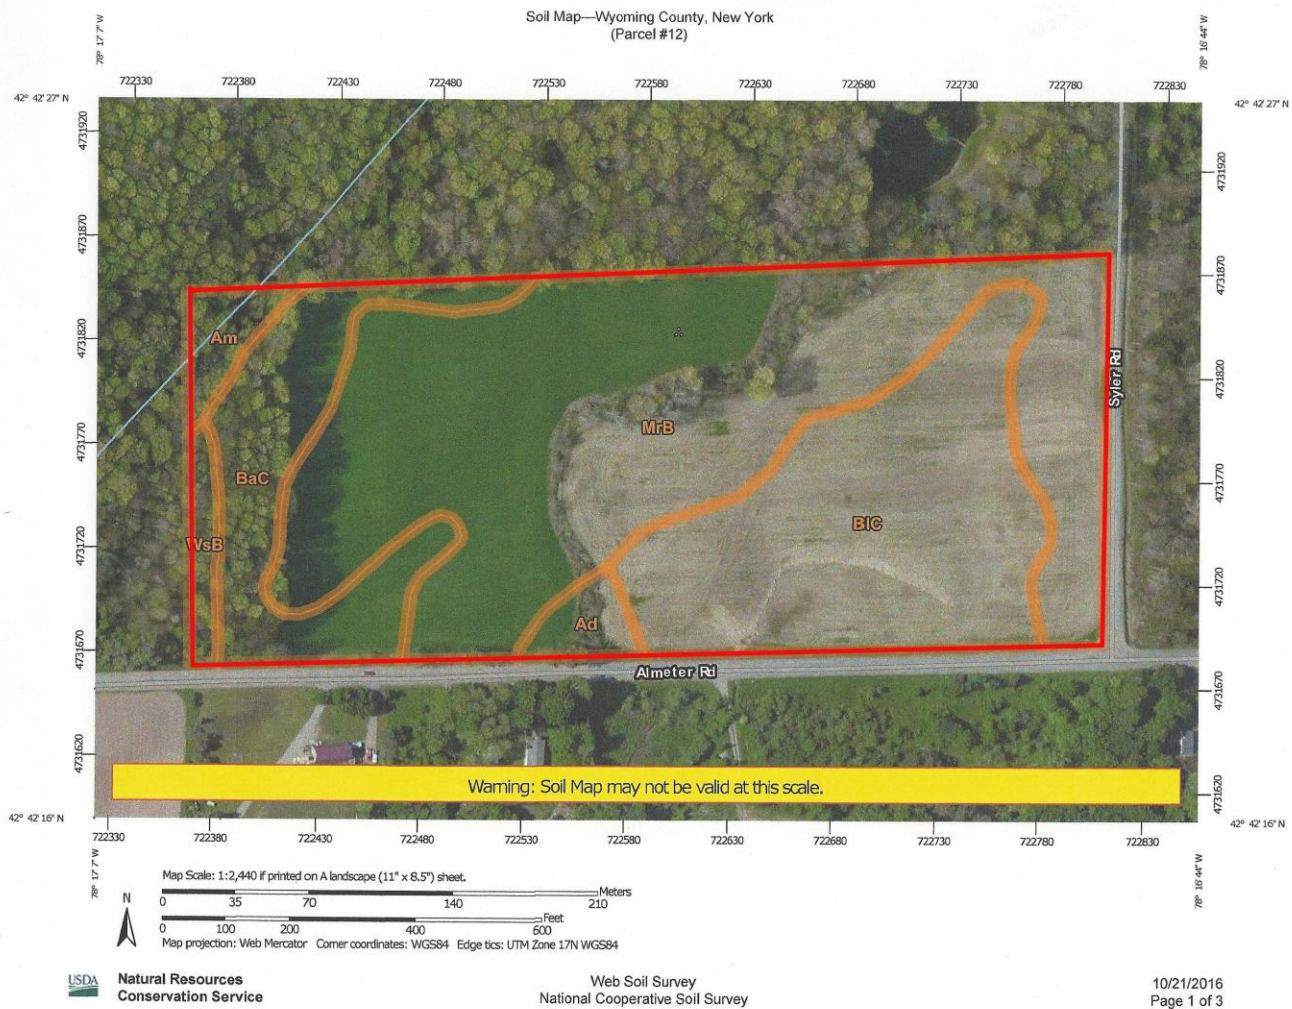 Soil Map—Wyoming County, New York
(Parcel #12)
78° 17' 7" W
78° 16' 44" W
722330 722380 722430 722480 722530 722580 722630 722680 722730 722780 722830
42° 42' 27" N
42° 42' 27" N
4731920
4731870
4731820
4731770
4731720
4731670
4731620
4731920
4731870
4731820
4731770
4731720
4731670
4731620
Am
Syler Rd
MrB
BaC
BlC
WsB
Ad
Almeter Rd
Warning: Soil Map may not be valid at this scale.
42° 42' 16" N
42° 42' 16" N
722330 722380 722430 722480 722530 722580 722630 722680 722730 722780 722830
78° 17' 7" W
78° 16' 44" W
Map Scale: 1:2,440 if printed on A landscape (11" x 8.5") sheet.
Meters
0 35 70 140 210
Feet
0 100 200 400 600
N
Map projection: Web Mercator Corner coordinates: WGS84 Edge tics: UTM Zone 17N WGS84
USDA
Natural Resources
Conservation Service
Web Soil Survey
National Cooperative Soil Survey
10/21/2016
Page 1 of 3